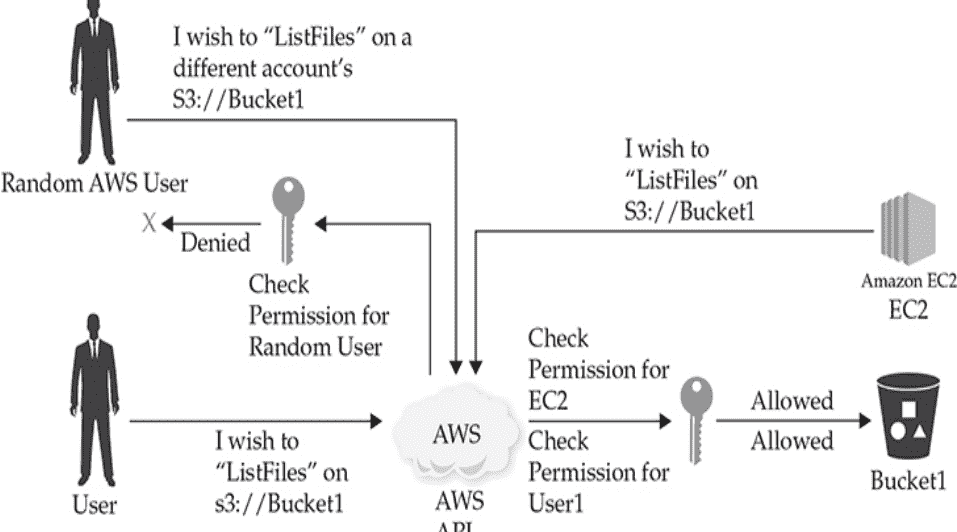 I wish to “ListFiles” on a
different account’s
S3://Bucket1
Random AWS User
I wish to
“ListFiles” on
S3://Bucket1
X
Denied
Check
Permission for
Random User
Amazon EC2
EC2
User
I wish to
“ListFiles” on
s3://Bucket1
AWS
AWS
API
Check
Permission for
EC2
Check
Permission for
User1
Allowed
Allowed
Bucket1